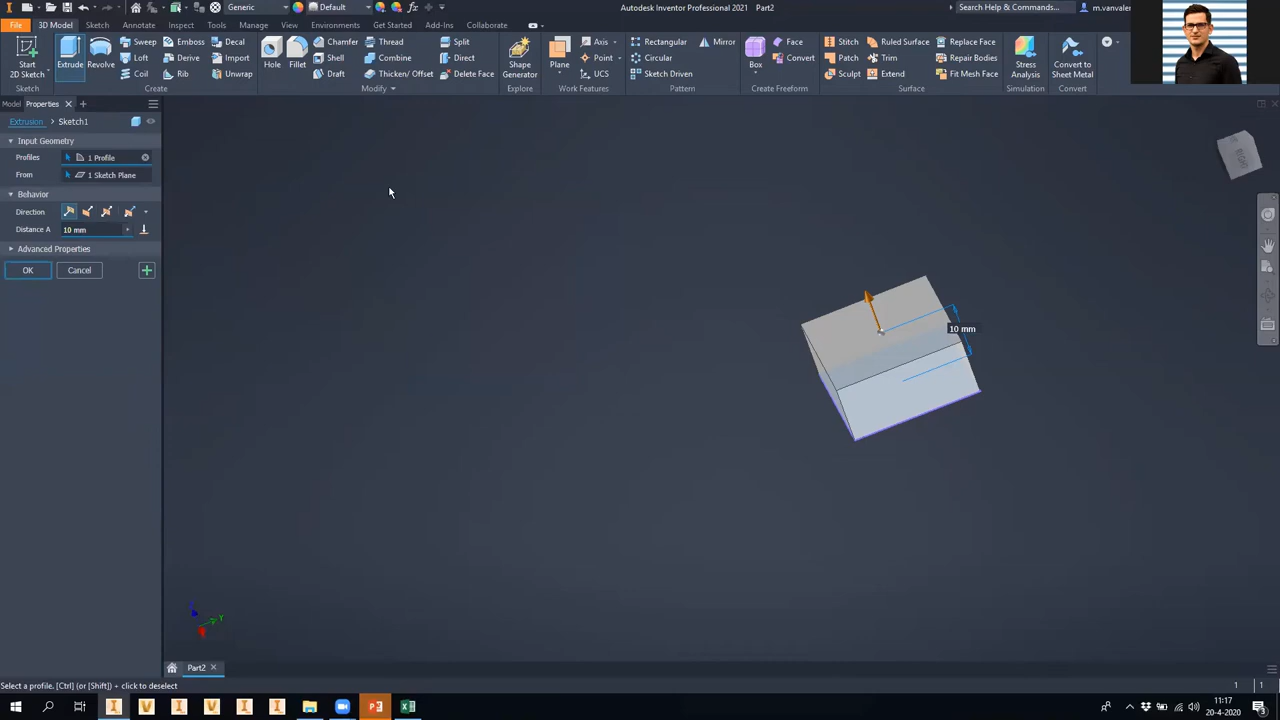 Generic Default Autodesk Inventor Professional 2021 Part2 Search Help & Commands... m.vanvaler
File 3D Model Sketch Annotate Inspect Tools Manage View Environments Get Started Add-Ins Collaborate
Sweep Emboss Decal Chamfer Thread Split Axis Rectangular Mirror Face Stitch Ruled Surface Replace Face
Loft Derive Import Shell Combine Direct Point Circular Convert Patch Trim Repair Bodies
Start 2D Sketch Extrude Revolve Coil Rib Unwrap Hole Fillet Draft Thicken/ Offset Delete Face Shape Generator Plane UCS Sketch Driven Box Sculpt Extend Fit Mesh Face Stress Analysis Convert to Sheet Metal
Sketch Create Modify Explore Work Features Pattern Create Freeform Surface Simulation Convert
Model Properties
Extrusion > Sketch1
Input Geometry
Profiles 1 Profile
From 1 Sketch Plane
Behavior
Direction
Distance A 10 mm
Advanced Properties
OK Cancel
RIGHT
10 mm
Y
Part2
Select a profile. [Ctrl] (or [Shift]) + click to deselect 1 1
11:17
20-4-2020